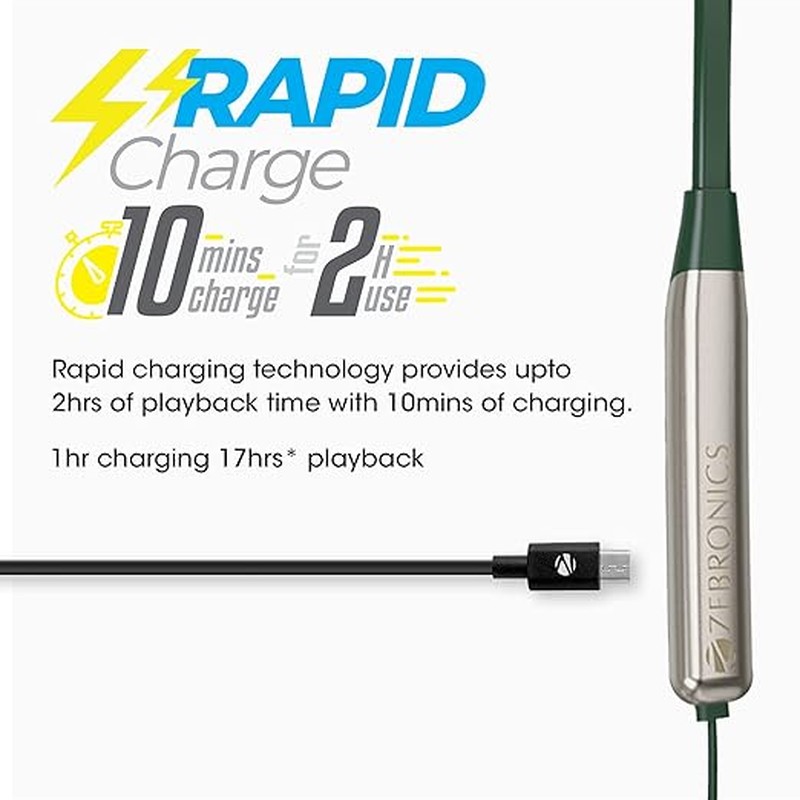 RAPID
Charge
10 mins charge for 2H use
Rapid charging technology provides upto
2hrs of playback time with 10mins of charging.
1hr charging 17hrs* playback
ZEBRONICS